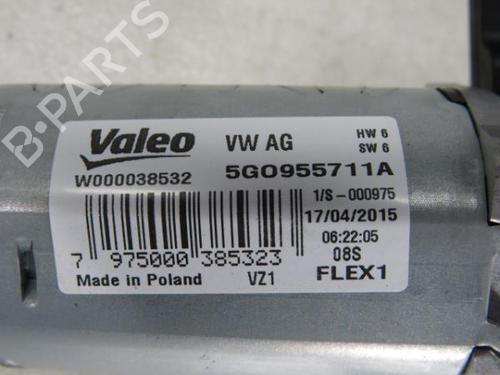 B-PARTS
Valeo
VW AG
HW 6
SW 6
W000038532
5G0955711A
1/S-000975
17/04/2015
06:22:05
7 975000 385323
08S
Made in Poland
VZ1
FLEX1